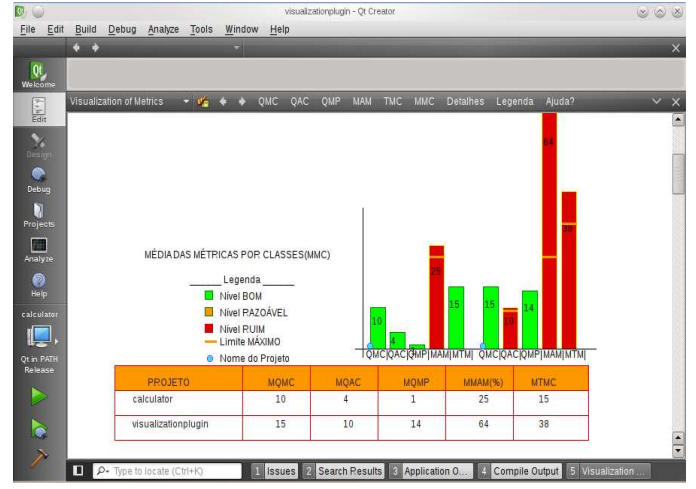 visualizationplugin - Qt Creator
File Edit Build Debug Analyze Tools Window Help
Welcome
Visualization of Metrics QMC QAC QMP MAM TMC MMC Detalhes Legenda Ajuda?
Edit
Design
Debug
Projects
Analyze
Help
calculator
Qt in PATH
Release
MÉDIA DAS MÉTRICAS POR CLASSES(MMC)
______ Legenda ______
Nível BOM
Nível RAZOÁVEL
Nível RUIM
Limite MÁXIMO
Nome do Projeto
10
4
1
25
15
15
10
14
64
38
|QMC|QAC|QMP|MAM|MTM| QMC|QAC|QMP|MAM|MTM|
PROJETO MQMC MQAC MQMP MMAM(%) MTMC
calculator 10 4 1 25 15
visualizationplugin 15 10 14 64 38
Type to locate (Ctrl+K) 1 Issues 2 Search Results 3 Application O... 4 Compile Output 5 Visualization ...